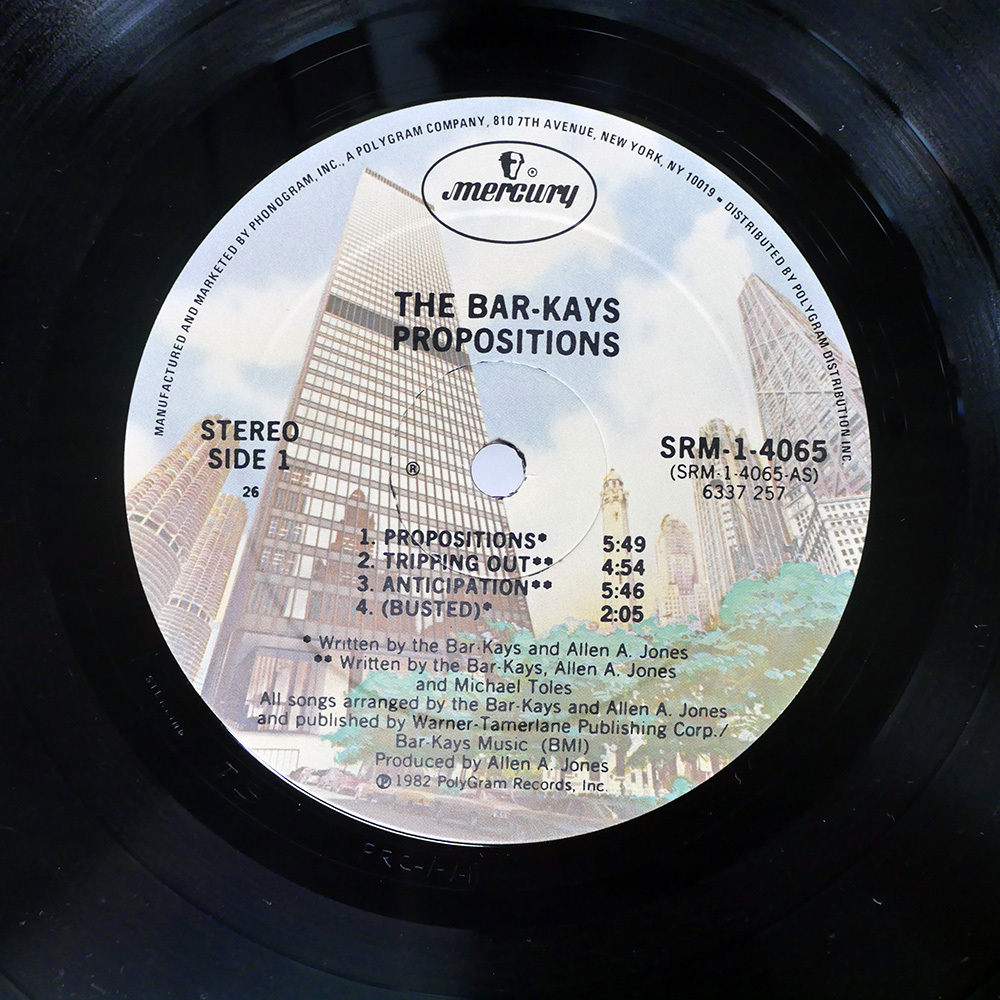 MANUFACTURED AND MARKETED BY PHONOGRAM, INC., A POLYGRAM COMPANY, 810 7TH AVENUE, NEW YORK, NY 10019 ▪ DISTRIBUTED BY POLYGRAM DISTRIBUTION INC.
®
mercury
THE BAR-KAYS
PROPOSITIONS
STEREO
SIDE 1
26
®
SRM-1-4065
(SRM-1-4065-AS)
6337 257
1. PROPOSITIONS* 5:49
2. TRIPPING OUT** 4:54
3. ANTICIPATION** 5:46
4. (BUSTED)* 2:05
* Written by the Bar-Kays and Allen A. Jones
** Written by the Bar-Kays, Allen A. Jones
and Michael Toles
All songs arranged by the Bar-Kays and Allen A. Jones
and published by Warner-Tamerlane Publishing Corp./
Bar-Kays Music (BMI)
Produced by Allen A. Jones
℗ 1982 PolyGram Records, Inc.
STERLING